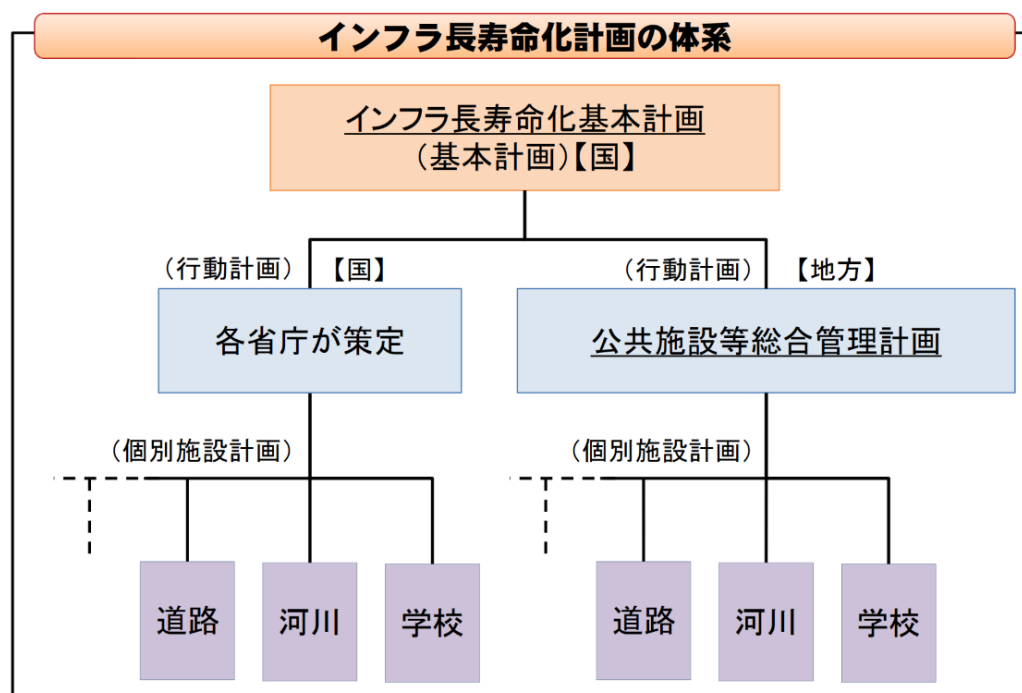 インフラ長寿命化計画の体系
インフラ長寿命化基本計画
(基本計画)【国】
(行動計画) 【国】
各省庁が策定
(行動計画) 【地方】
公共施設等総合管理計画
(個別施設計画)
道路 河川 学校
(個別施設計画)
道路 河川 学校